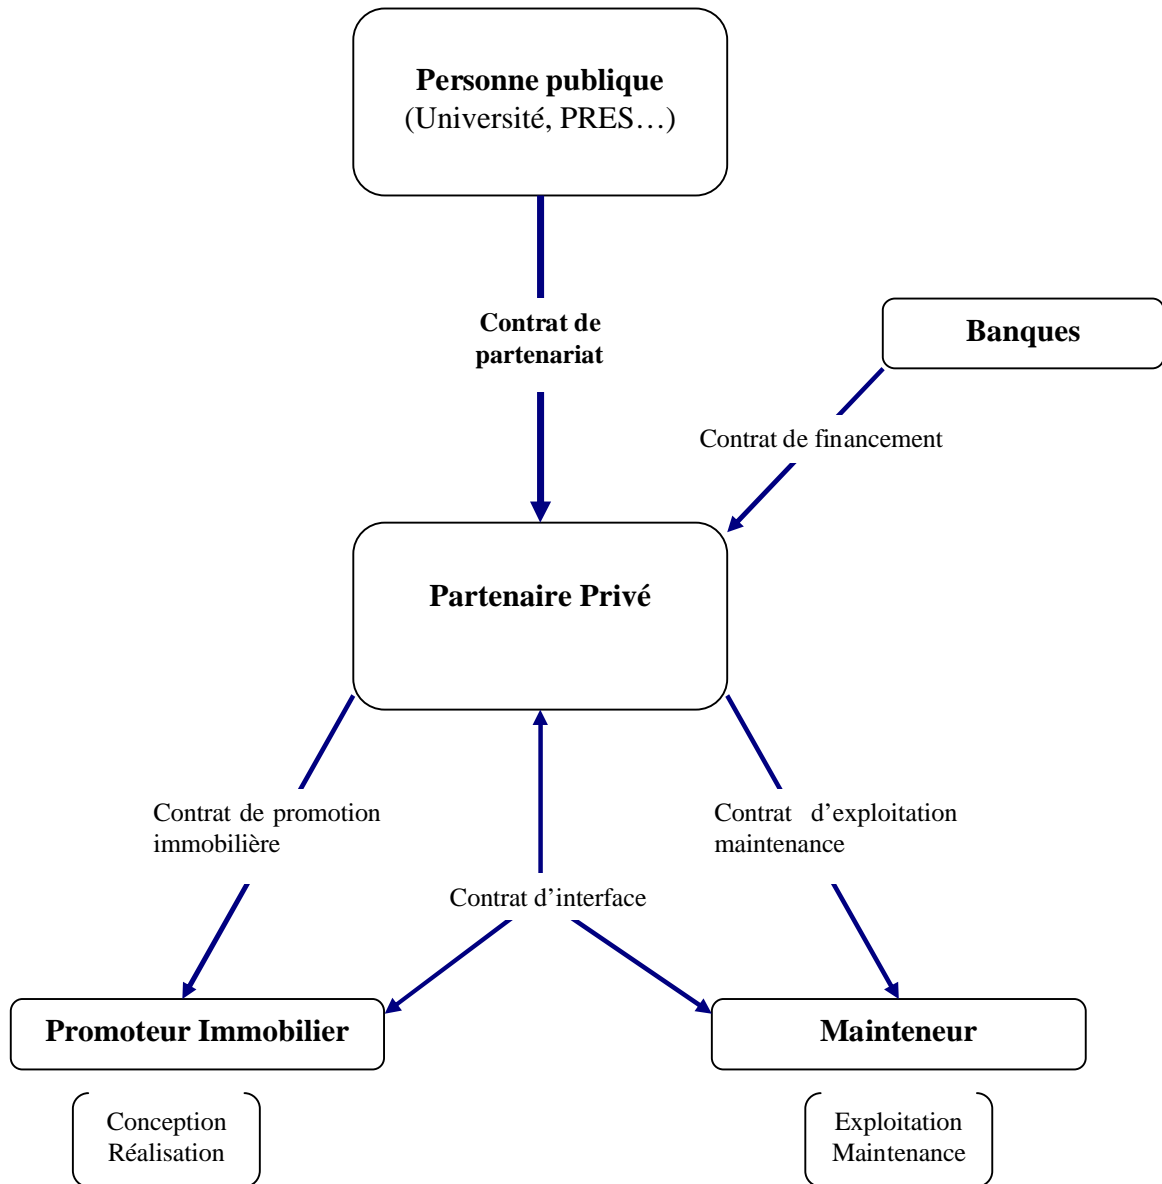 Personne publique
(Université, PRES…)
Contrat de
partenariat
Banques
Contrat de financement
Partenaire Privé
Contrat de promotion
immobilière
Contrat d’exploitation
maintenance
Contrat d’interface
Promoteur Immobilier
Mainteneur
Conception
Réalisation
Exploitation
Maintenance